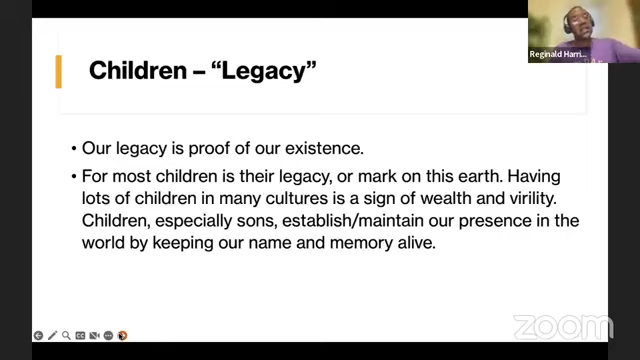 Reginald Harri...
Children – “Legacy”
• Our legacy is proof of our existence.
• For most children is their legacy, or mark on this earth. Having
lots of children in many cultures is a sign of wealth and virility.
Children, especially sons, establish/maintain our presence in the
world by keeping our name and memory alive.
CC
zoom